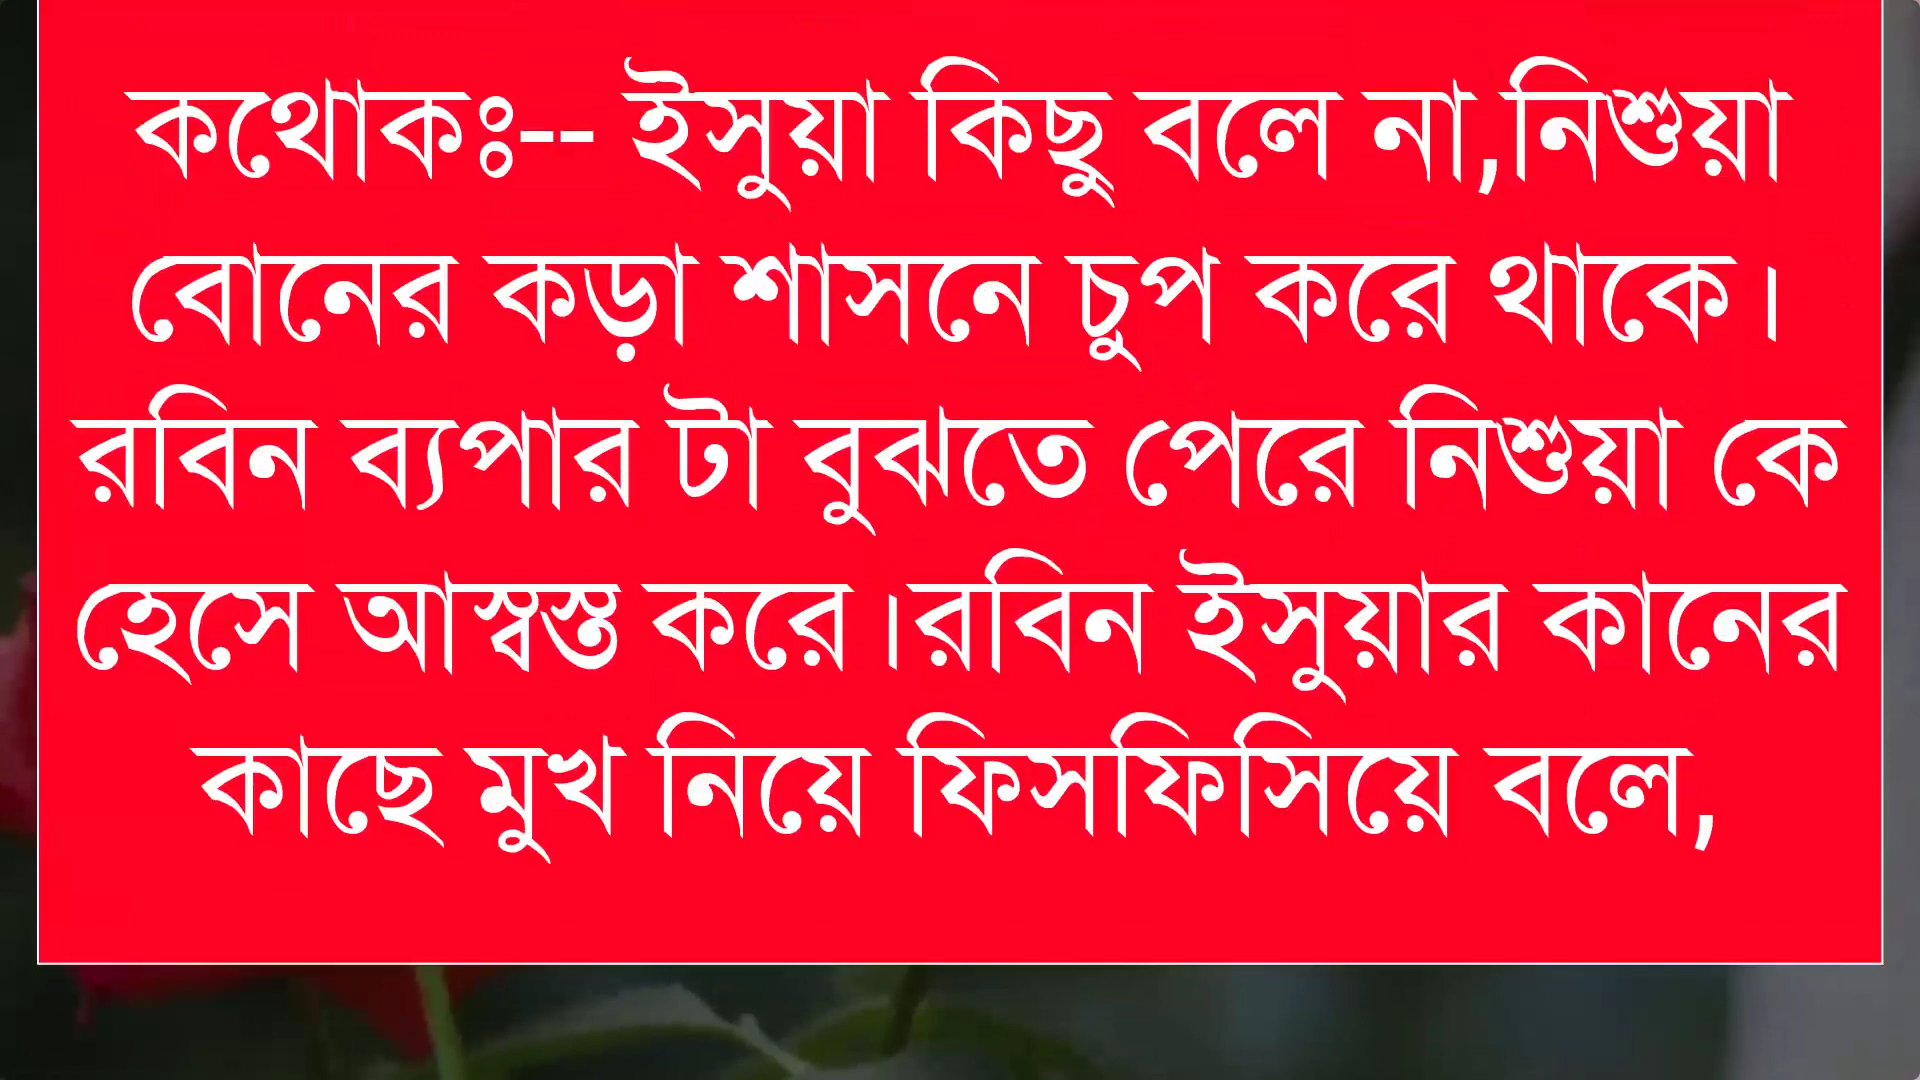 কথোকঃ-- ইসুয়া কিছু বলে না,নিশুয়া
বোনের কড়া শাসনে চুপ করে থাকে।
রবিন ব্যপার টা বুঝতে পেরে নিশুয়া কে
হেসে আস্বস্ত করে।রবিন ইসুয়ার কানের
কাছে মুখ নিয়ে ফিসফিসিয়ে বলে,